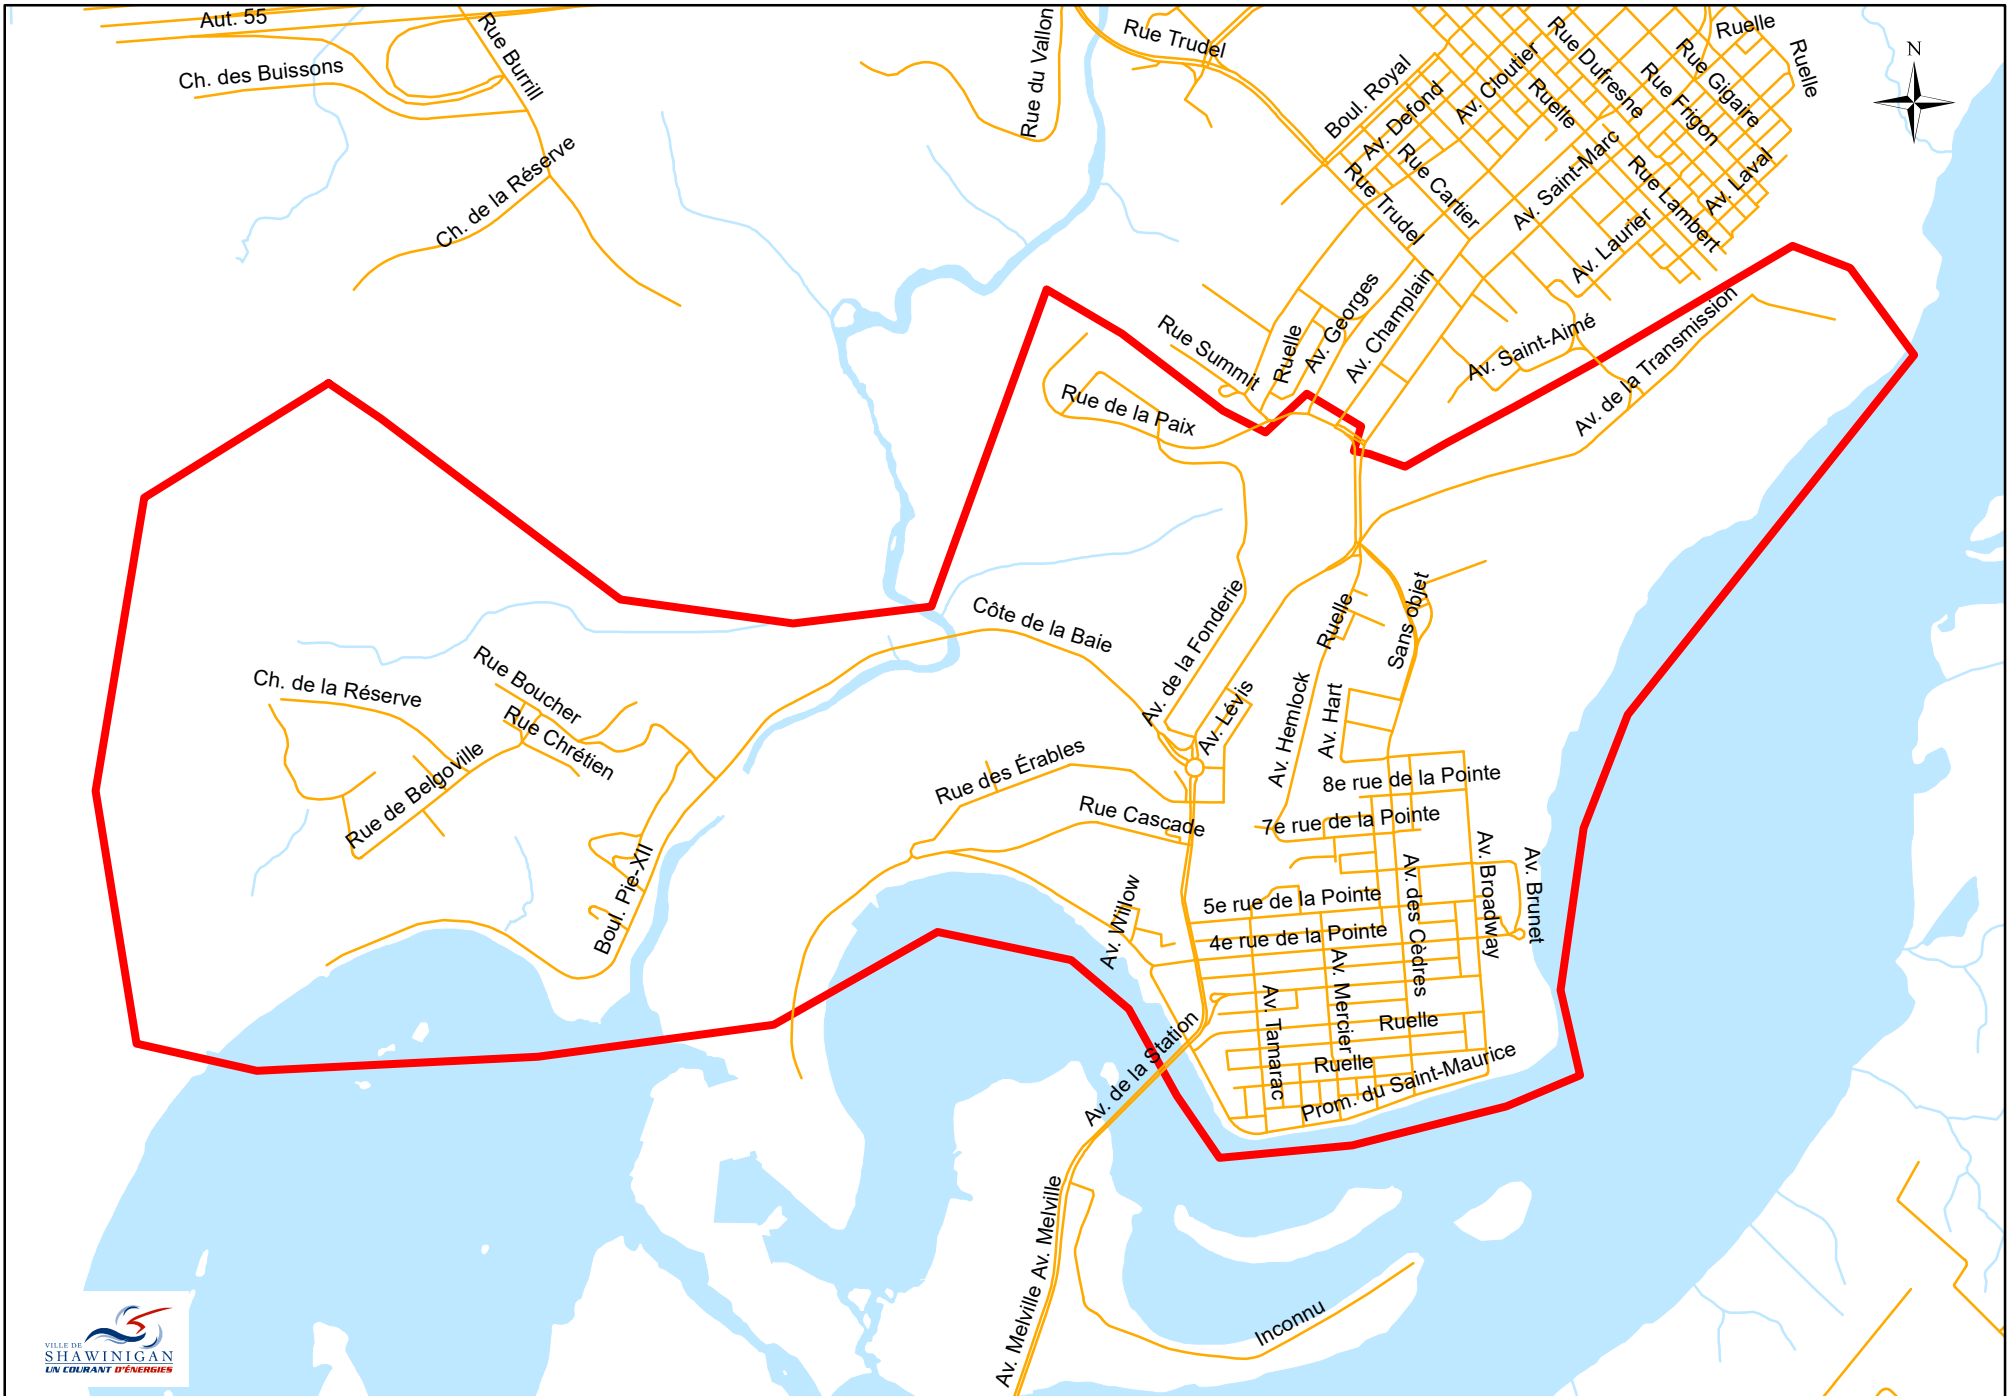 Aut. 55
Rue Burrill
Ch. des Buissons
Ch. de la Réserve
Rue du Vallon
Rue Trudel
Boul. Royal
Av. Defond
Av. Cloutier
Rue Dufresne
Ruelle
Rue Gigaire
Ruelle
Ruelle
Rue Frigon
Rue Cartier
Rue Trudel
Av. Saint-Marc
Rue Lambert
Av. Laval
Av. Laurier
N
Rue Summit
Ruelle
Av. Georges
Av. Champlain
Av. Saint-Aimé
Av. de la Transmission
Rue de la Paix
Côte de la Baie
Av. de la Fonderie
Ruelle
Sans objet
Ch. de la Réserve
Rue Boucher
Rue Chrétien
Rue de Belgoville
Av. Lévis
Av. Hemlock
Av. Hart
Rue des Érables
Rue Cascade
8e rue de la Pointe
7e rue de la Pointe
Boul. Pie-XII
Av. Willow
5e rue de la Pointe
4e rue de la Pointe
Av. des Cèdres
Av. Broadway
Av. Brunet
Av. Mercier
Av. Tamarac
Ruelle
Ruelle
Prom. du Saint-Maurice
Av. de la Station
Av. Melville
Av. Melville
Inconnu
VILLE DE
SHAWINIGAN
UN COURANT D'ÉNERGIES